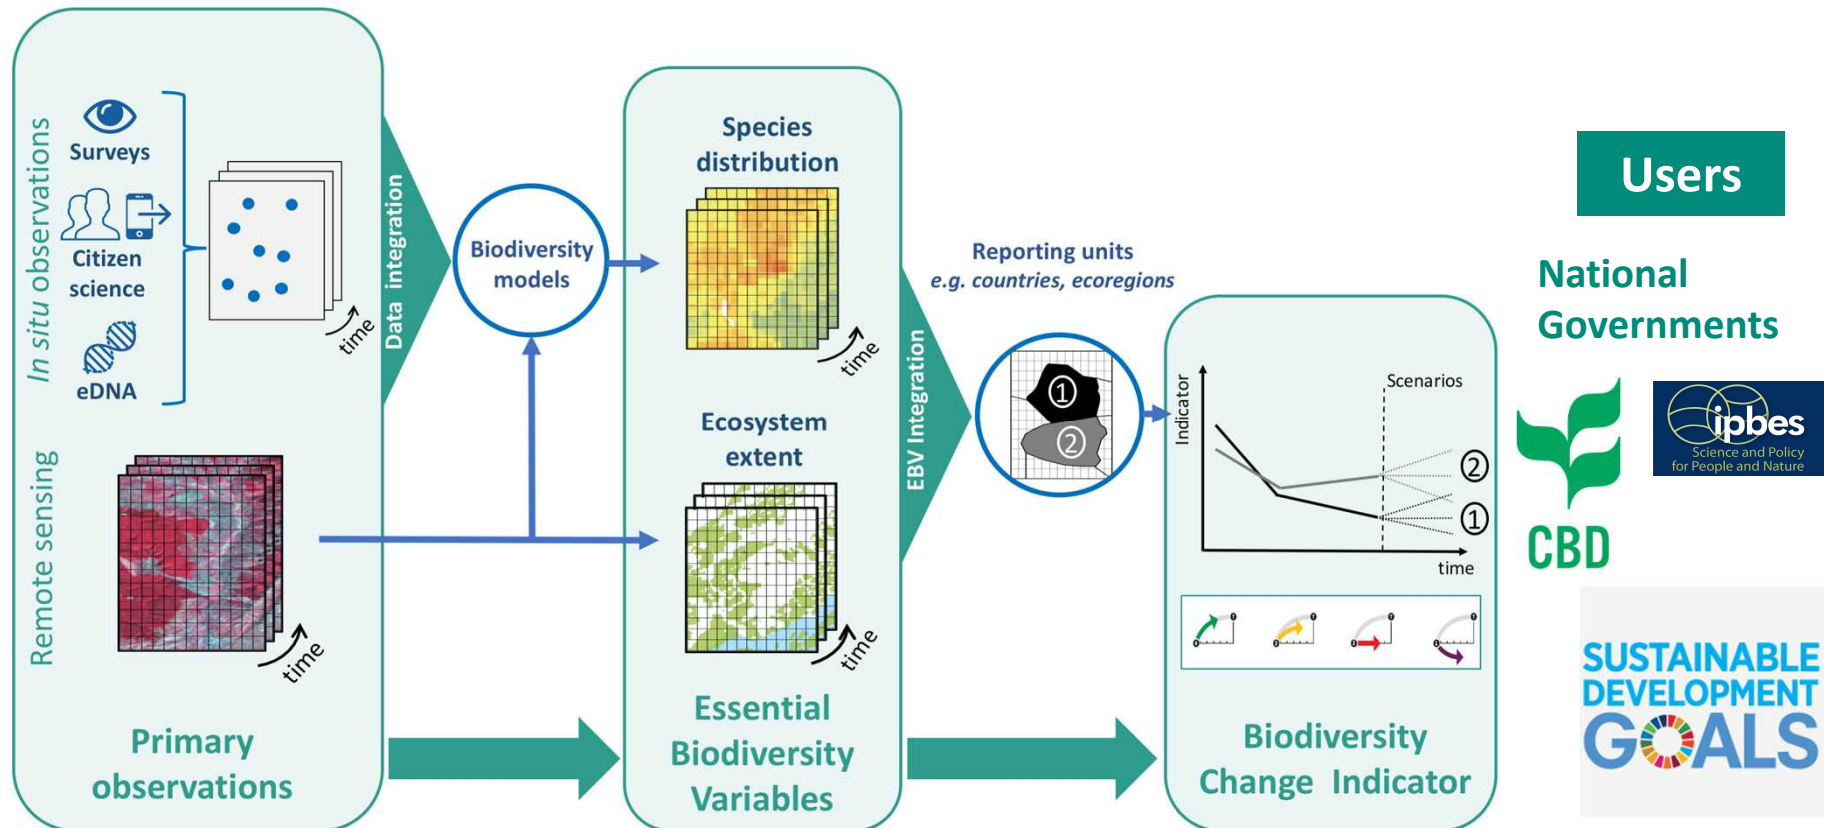 In situ observations
Surveys
Citizen
science
eDNA
time
Remote sensing
time
Primary
observations
Data integration
Biodiversity
models
Species
distribution
time
Ecosystem
extent
time
Essential
Biodiversity
Variables
EBV Integration
Reporting units
e.g. countries, ecoregions
1
2
Indicator
Scenarios
2
1
time
Biodiversity
Change Indicator
Users
National
Governments
CBD
ipbes
Science and Policy
for People and Nature
SUSTAINABLE
DEVELOPMENT
GOALS